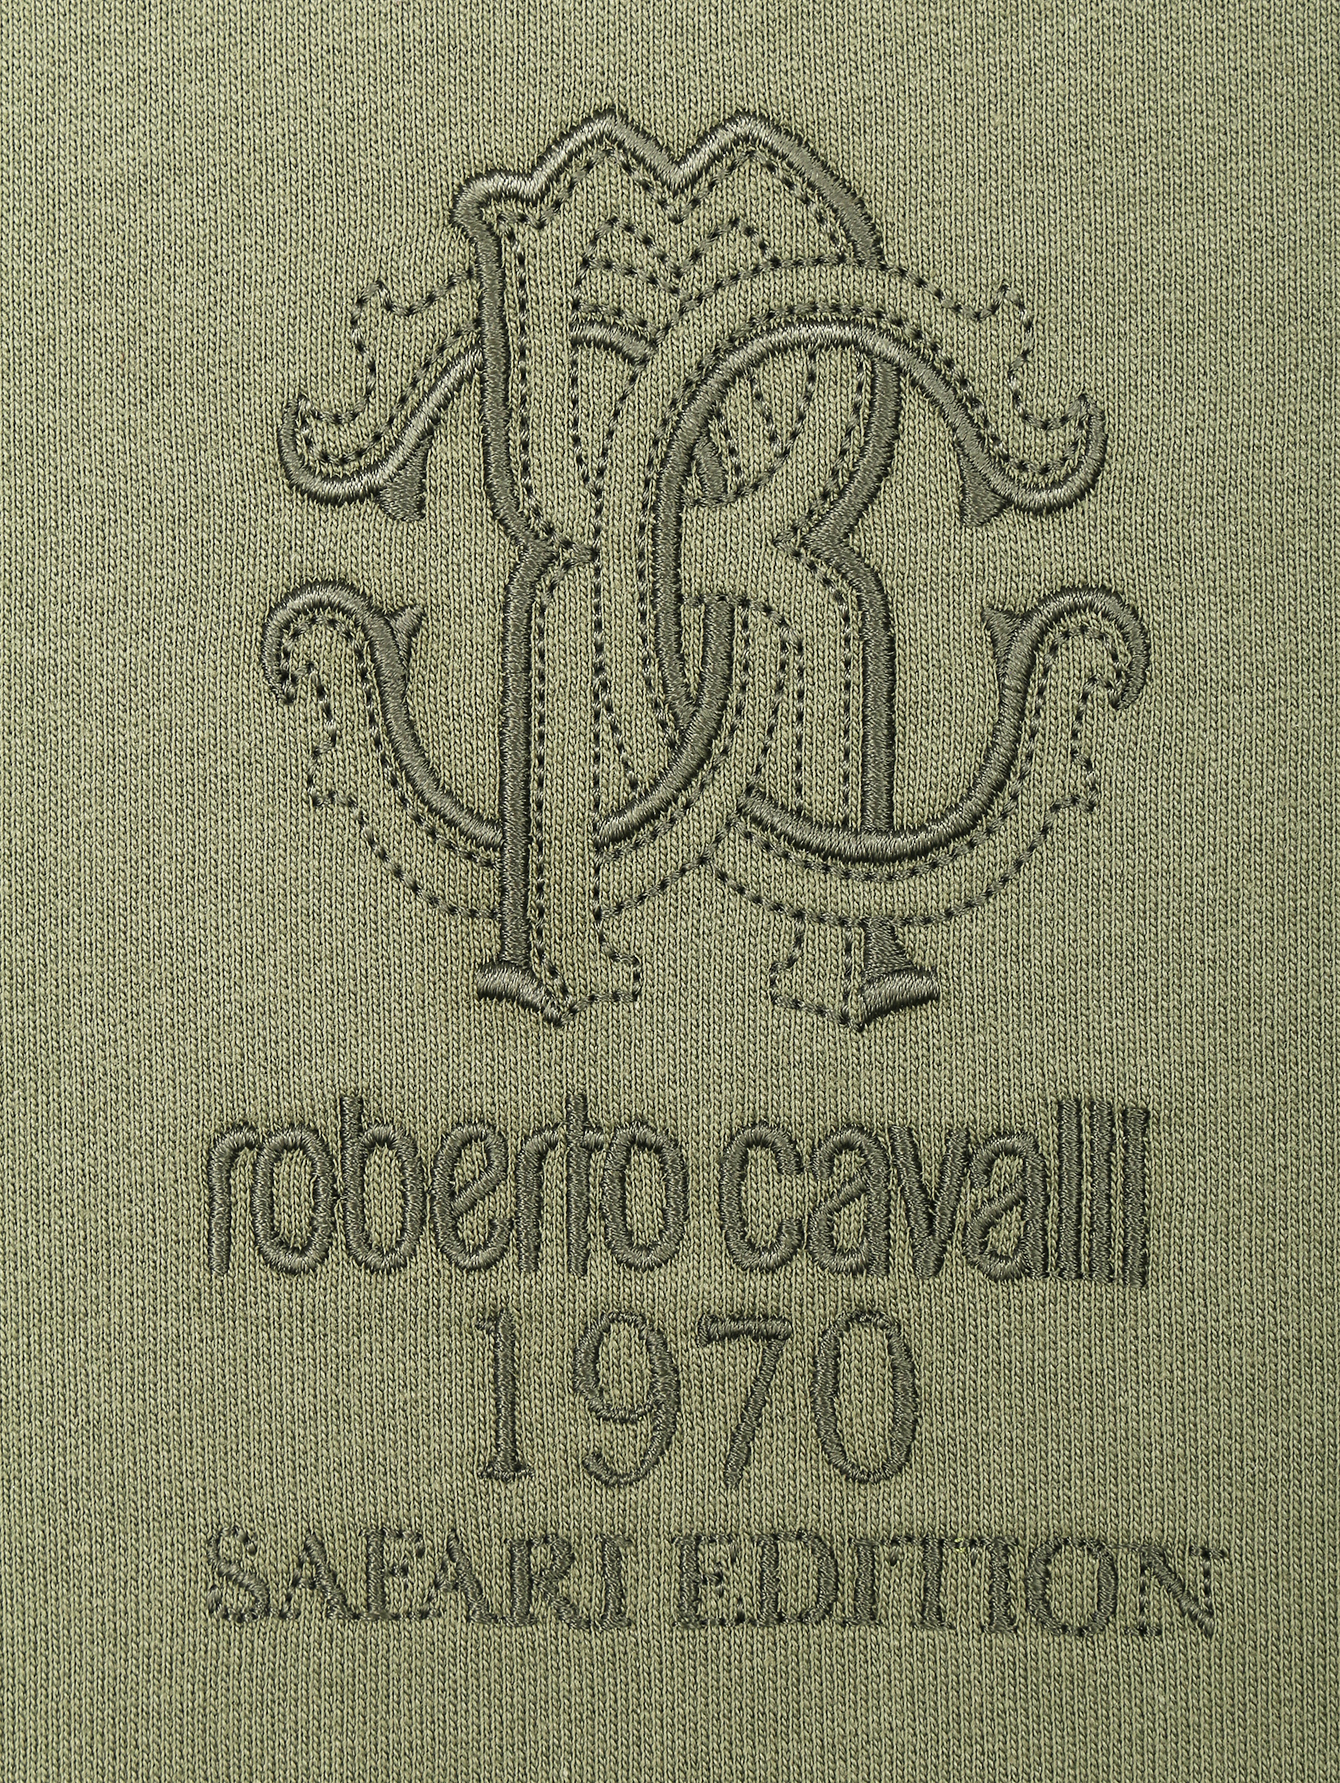 roberto cavalli
1970
SAFARI EDITION